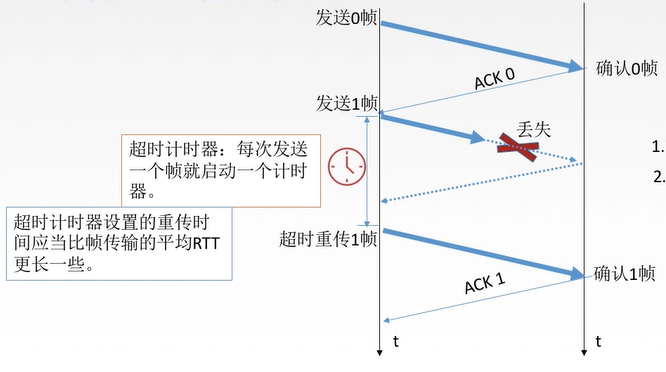 发送0帧
确认0帧
ACK 0
发送1帧
丢失
1.
2.
超时计时器：每次发送
一个帧就启动一个计时
器。
超时计时器设置的重传时
间应当比帧传输的平均RTT
更长一些。
超时重传1帧
确认1帧
ACK 1
t
t